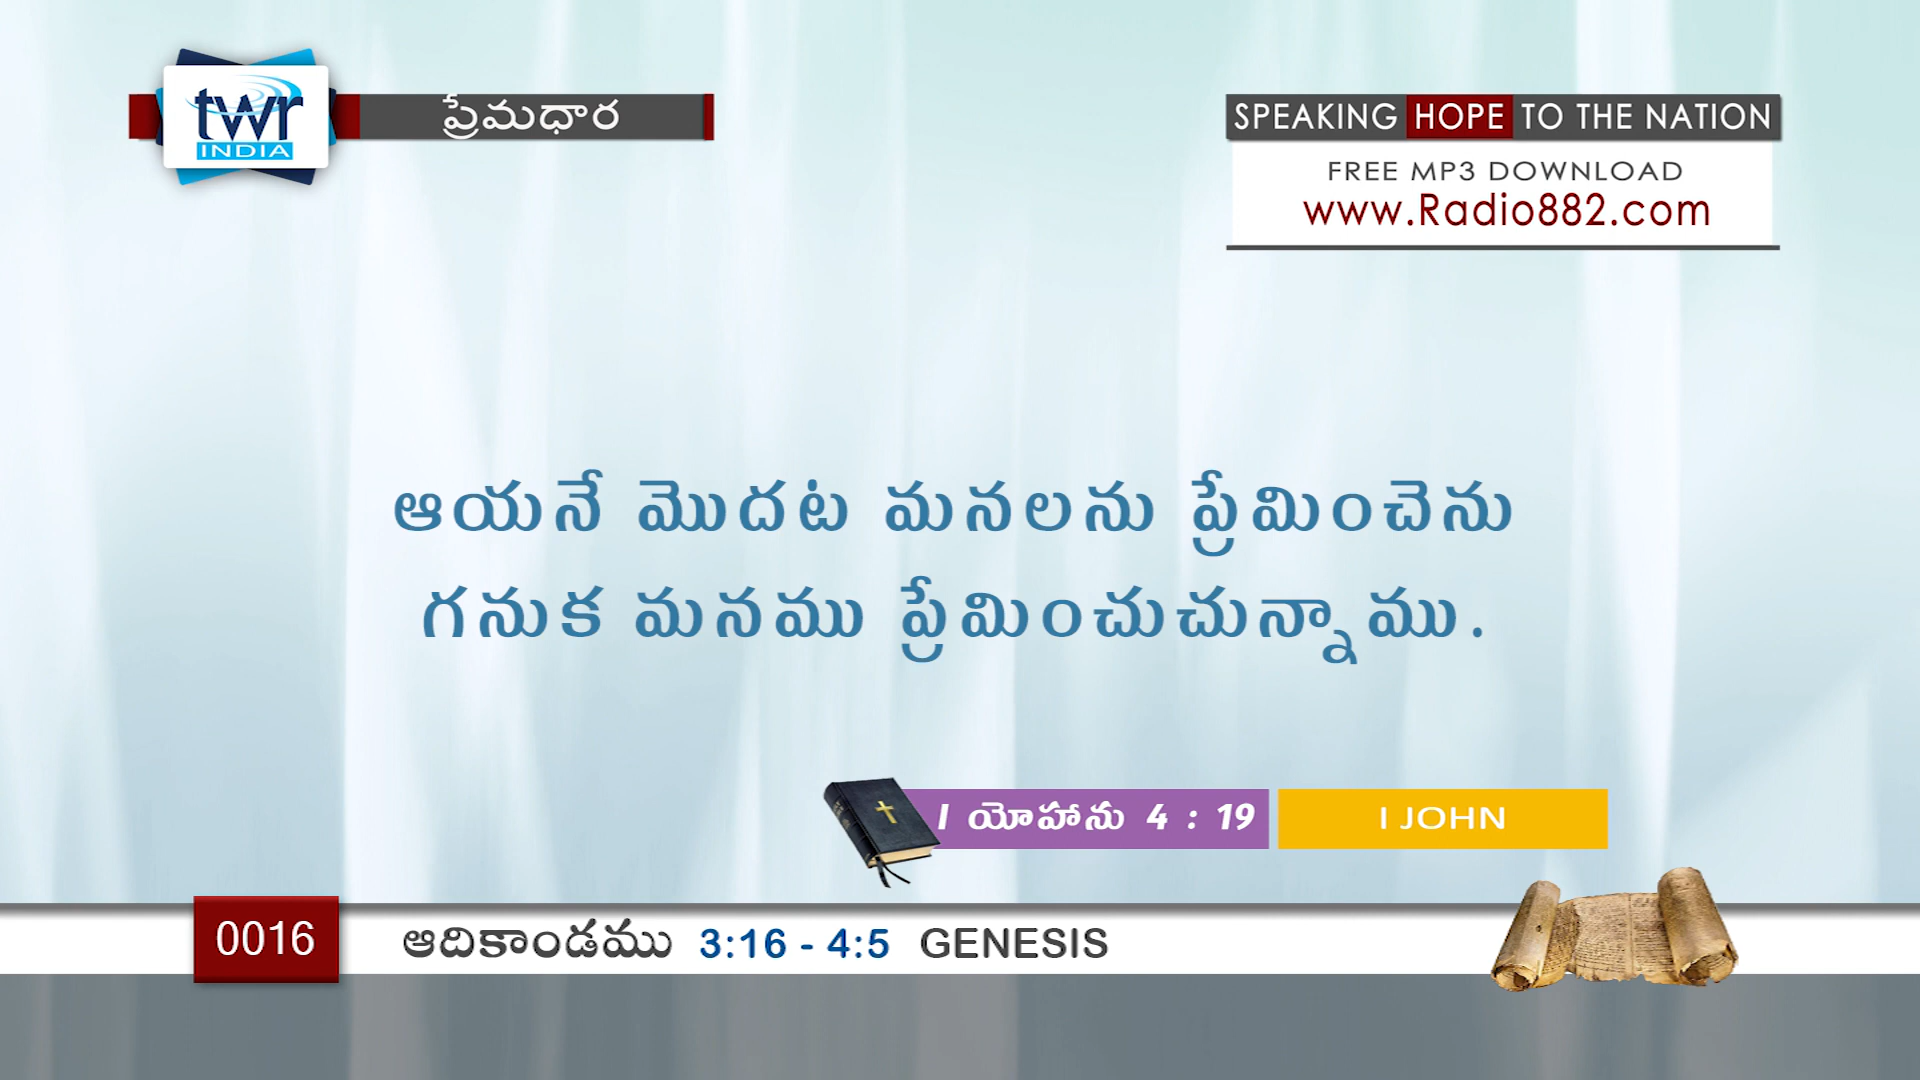 twr
INDIA
ప్రేమధార
SPEAKING HOPE TO THE NATION
FREE MP3 DOWNLOAD
www.Radio882.com
ఆయనే మొదట మనలను ప్రేమించెను
గనుక మనము ప్రేమించుచున్నాము.
I యోహాను 4 : 19 I JOHN
0016 ఆదికాండము 3:16 - 4:5 GENESIS